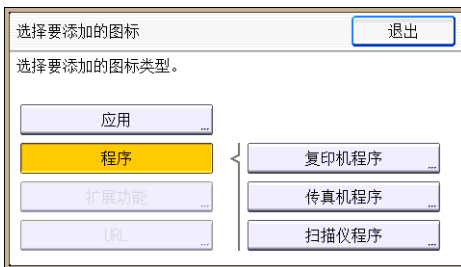 选择要添加的图标
退出
选择要添加的图标类型。
应用
程序
复印机程序
扩展功能
传真机程序
URL
扫描仪程序